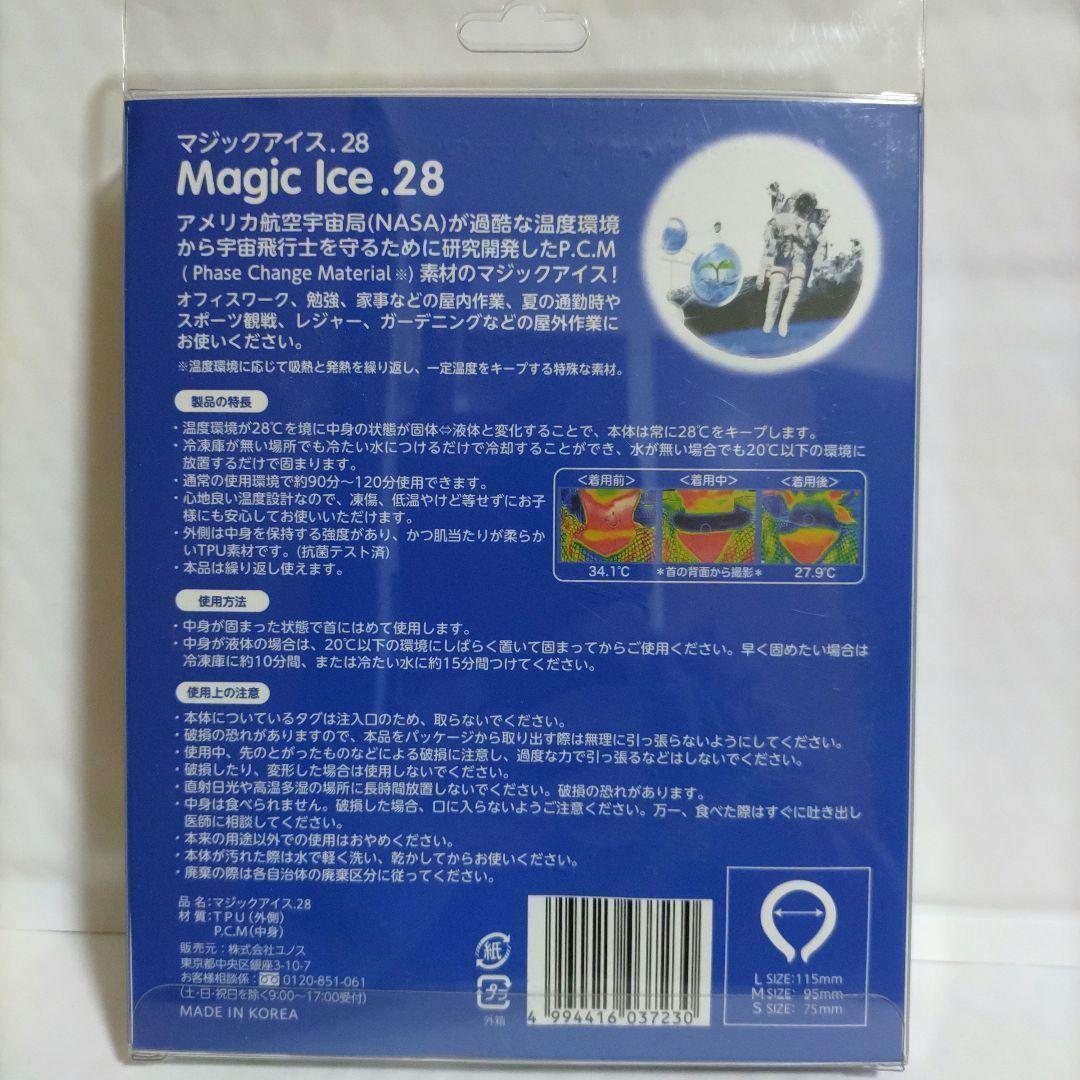 マジックアイス.28
Magic Ice.28
アメリカ航空宇宙局(NASA)が過酷な温度環境
から宇宙飛行士を守るために研究開発したP.C.M
(Phase Change Material※)素材のマジックアイス!
オフィスワーク、勉強、家事などの屋内作業、夏の通勤時や
スポーツ観戦、レジャー、ガーデニングなどの屋外作業に
お使いください。
※温度環境に応じて吸熱と発熱を繰り返し、一定温度をキープする特殊な素材。
製品の特長
・温度環境が28℃を境に中身の状態が固体⇔液体と変化することで、本体は常に28℃をキープします。
・冷凍庫が無い場所でも冷たい水につけるだけで冷却することができ、水が無い場合でも20℃以下の環境に
放置するだけで固まります。
・通常の使用環境で約90分〜120分使用できます。
・心地良い温度設計なので、凍傷、低温やけど等せずにお子
様にも安心してお使いいただけます。
・外側は中身を保持する強度があり、かつ肌当たりが柔らか
いTPU素材です。(抗菌テスト済)
・本品は繰り返し使えます。
<着用前> <着用中> <着用後>
34.1℃ *首の背面から撮影* 27.9℃
使用方法
・中身が固まった状態で首にはめて使用します。
・中身が液体の場合は、20℃以下の環境にしばらく置いて固まってからご使用ください。早く固めたい場合は
冷凍庫に約10分間、または冷たい水に約15分間つけてください。
使用上の注意
・本体についているタグは注入口のため、取らないでください。
・破損の恐れがありますので、本品をパッケージから取り出す際は無理に引っ張らないようにしてください。
・使用中、先のとがったものなどによる破損に注意し、過度な力で引っ張るなどはしないでください。
・破損したり、変形した場合は使用しないでください。
・直射日光や高温多湿の場所に長時間放置しないでください。破損の恐れがあります。
・中身は食べられません。破損した場合、口に入らないようご注意ください。万一、食べた際はすぐに吐き出し
医師に相談してください。
・本来の用途以外での使用はおやめください。
・本体が汚れた際は水で軽く洗い、乾かしてからお使いください。
・廃棄の際は各自治体の廃棄区分に従ってください。
品 名:マジックアイス.28
材 質:TPU(外側)
P.C.M(中身)
販売元:株式会社ユノス
東京都中央区銀座3-10-7
お客様相談係:0120-851-061
(土・日・祝日を除く9:00〜17:00受付)
MADE IN KOREA
紙
プラ
外箱
4 994416 037230
L SIZE:115mm
M SIZE: 95mm
S SIZE: 75mm